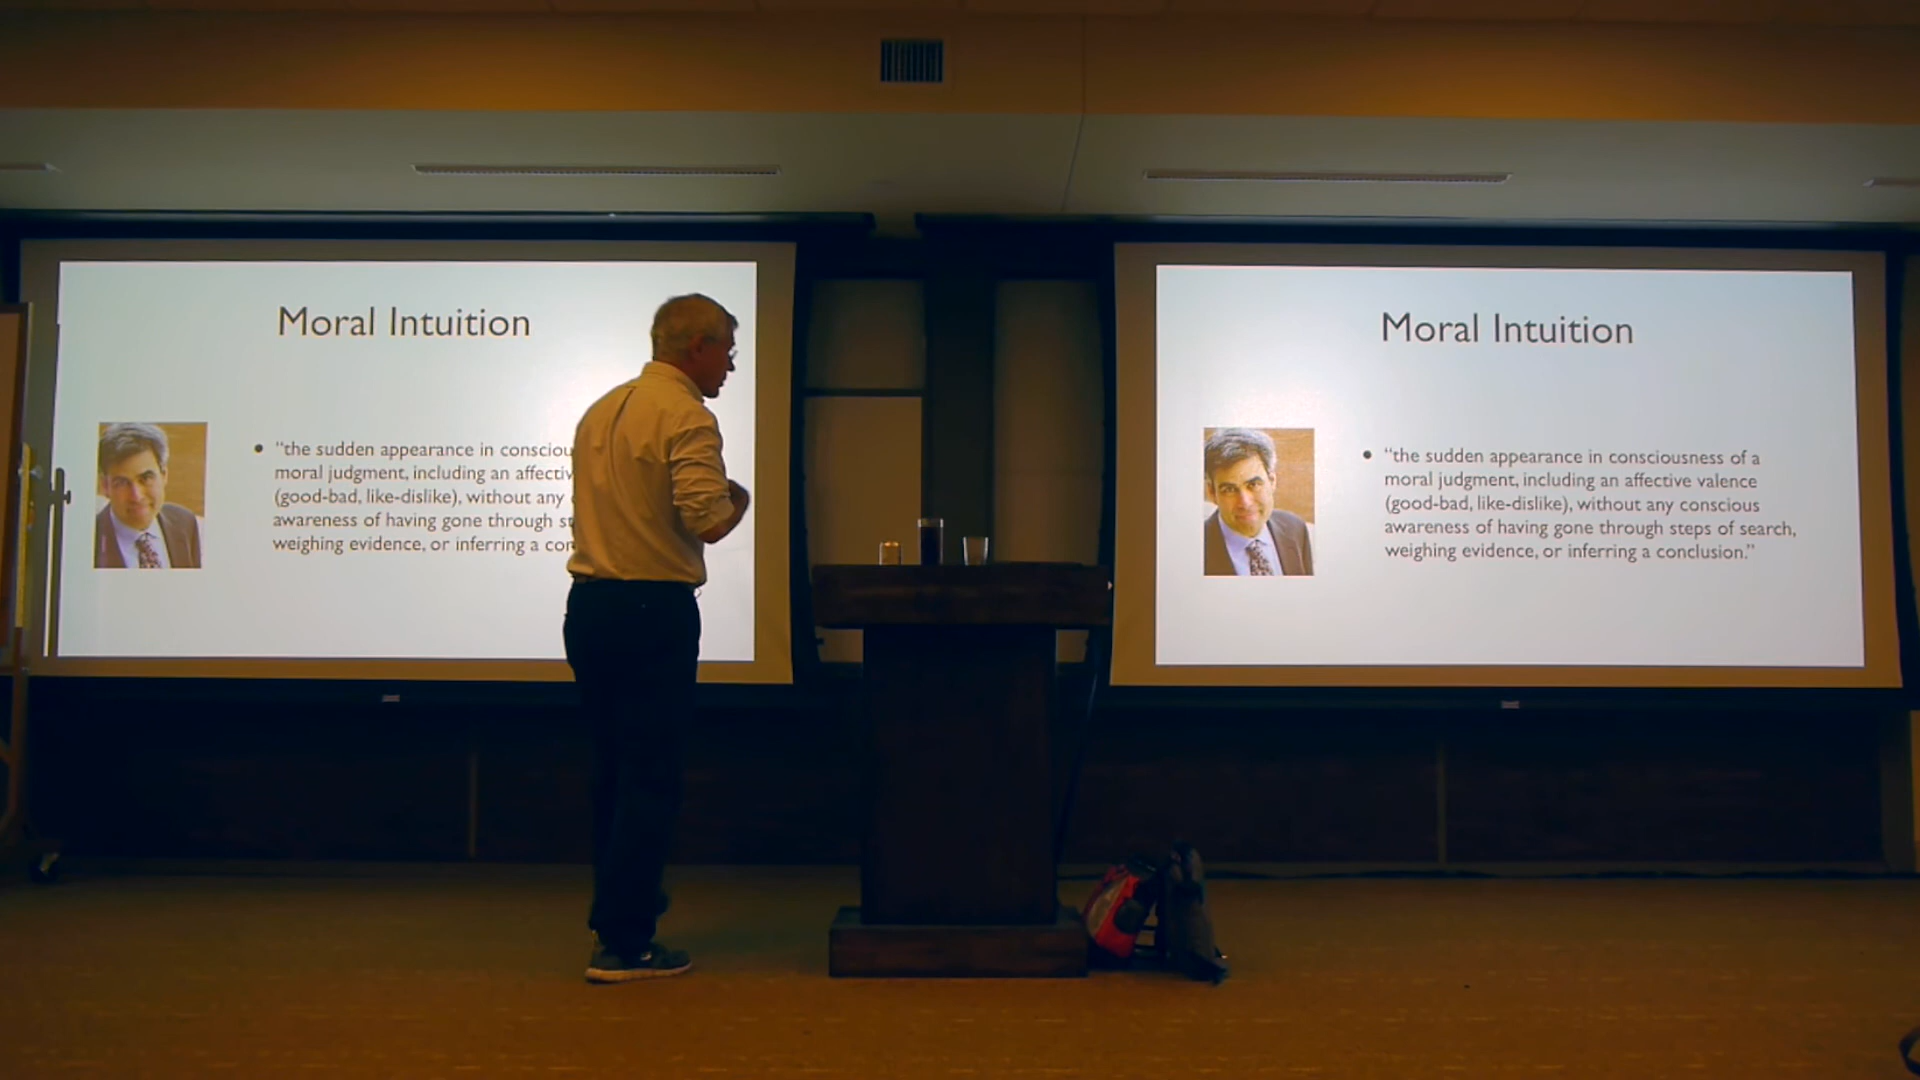 Moral Intuition
• “the sudden appearance in consciou
moral judgment, including an affectiv
(good-bad, like-dislike), without any
awareness of having gone through st
weighing evidence, or inferring a con
Moral Intuition
• “the sudden appearance in consciousness of a
moral judgment, including an affective valence
(good-bad, like-dislike), without any conscious
awareness of having gone through steps of search,
weighing evidence, or inferring a conclusion.”